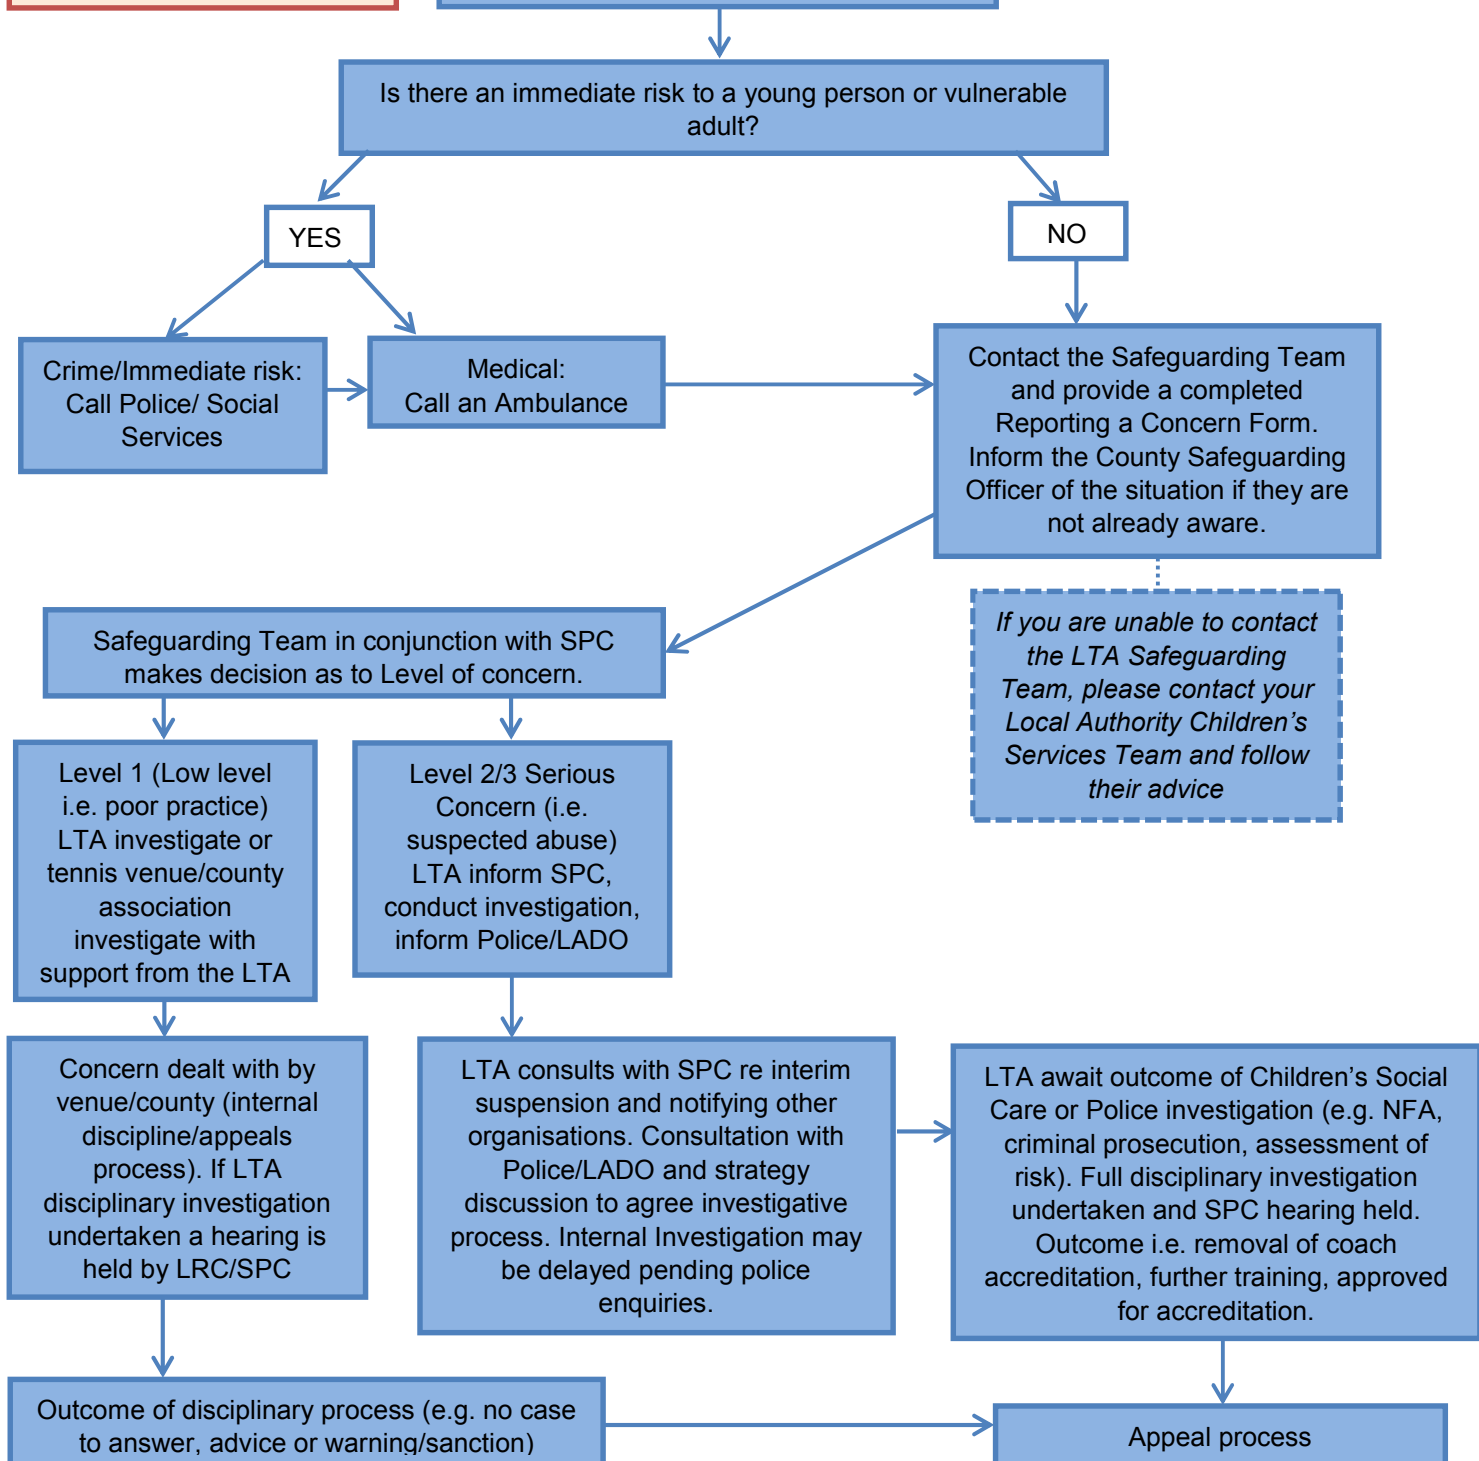 Is there an immediate risk to a young person or vulnerable
adult?
YES
NO
Crime/Immediate risk:
Call Police/ Social
Services
Medical:
Call an Ambulance
Contact the Safeguarding Team
and provide a completed
Reporting a Concern Form.
Inform the County Safeguarding
Officer of the situation if they are
not already aware.
If you are unable to contact
the LTA Safeguarding
Team, please contact your
Local Authority Children’s
Services Team and follow
their advice
Safeguarding Team in conjunction with SPC
makes decision as to Level of concern.
Level 1 (Low level
i.e. poor practice)
LTA investigate or
tennis venue/county
association
investigate with
support from the LTA
Level 2/3 Serious
Concern (i.e.
suspected abuse)
LTA inform SPC,
conduct investigation,
inform Police/LADO
Concern dealt with by
venue/county (internal
discipline/appeals
process). If LTA
disciplinary investigation
undertaken a hearing is
held by LRC/SPC
LTA consults with SPC re interim
suspension and notifying other
organisations. Consultation with
Police/LADO and strategy
discussion to agree investigative
process. Internal Investigation may
be delayed pending police
enquiries.
LTA await outcome of Children’s Social
Care or Police investigation (e.g. NFA,
criminal prosecution, assessment of
risk). Full disciplinary investigation
undertaken and SPC hearing held.
Outcome i.e. removal of coach
accreditation, further training, approved
for accreditation.
Outcome of disciplinary process (e.g. no case
to answer, advice or warning/sanction)
Appeal process